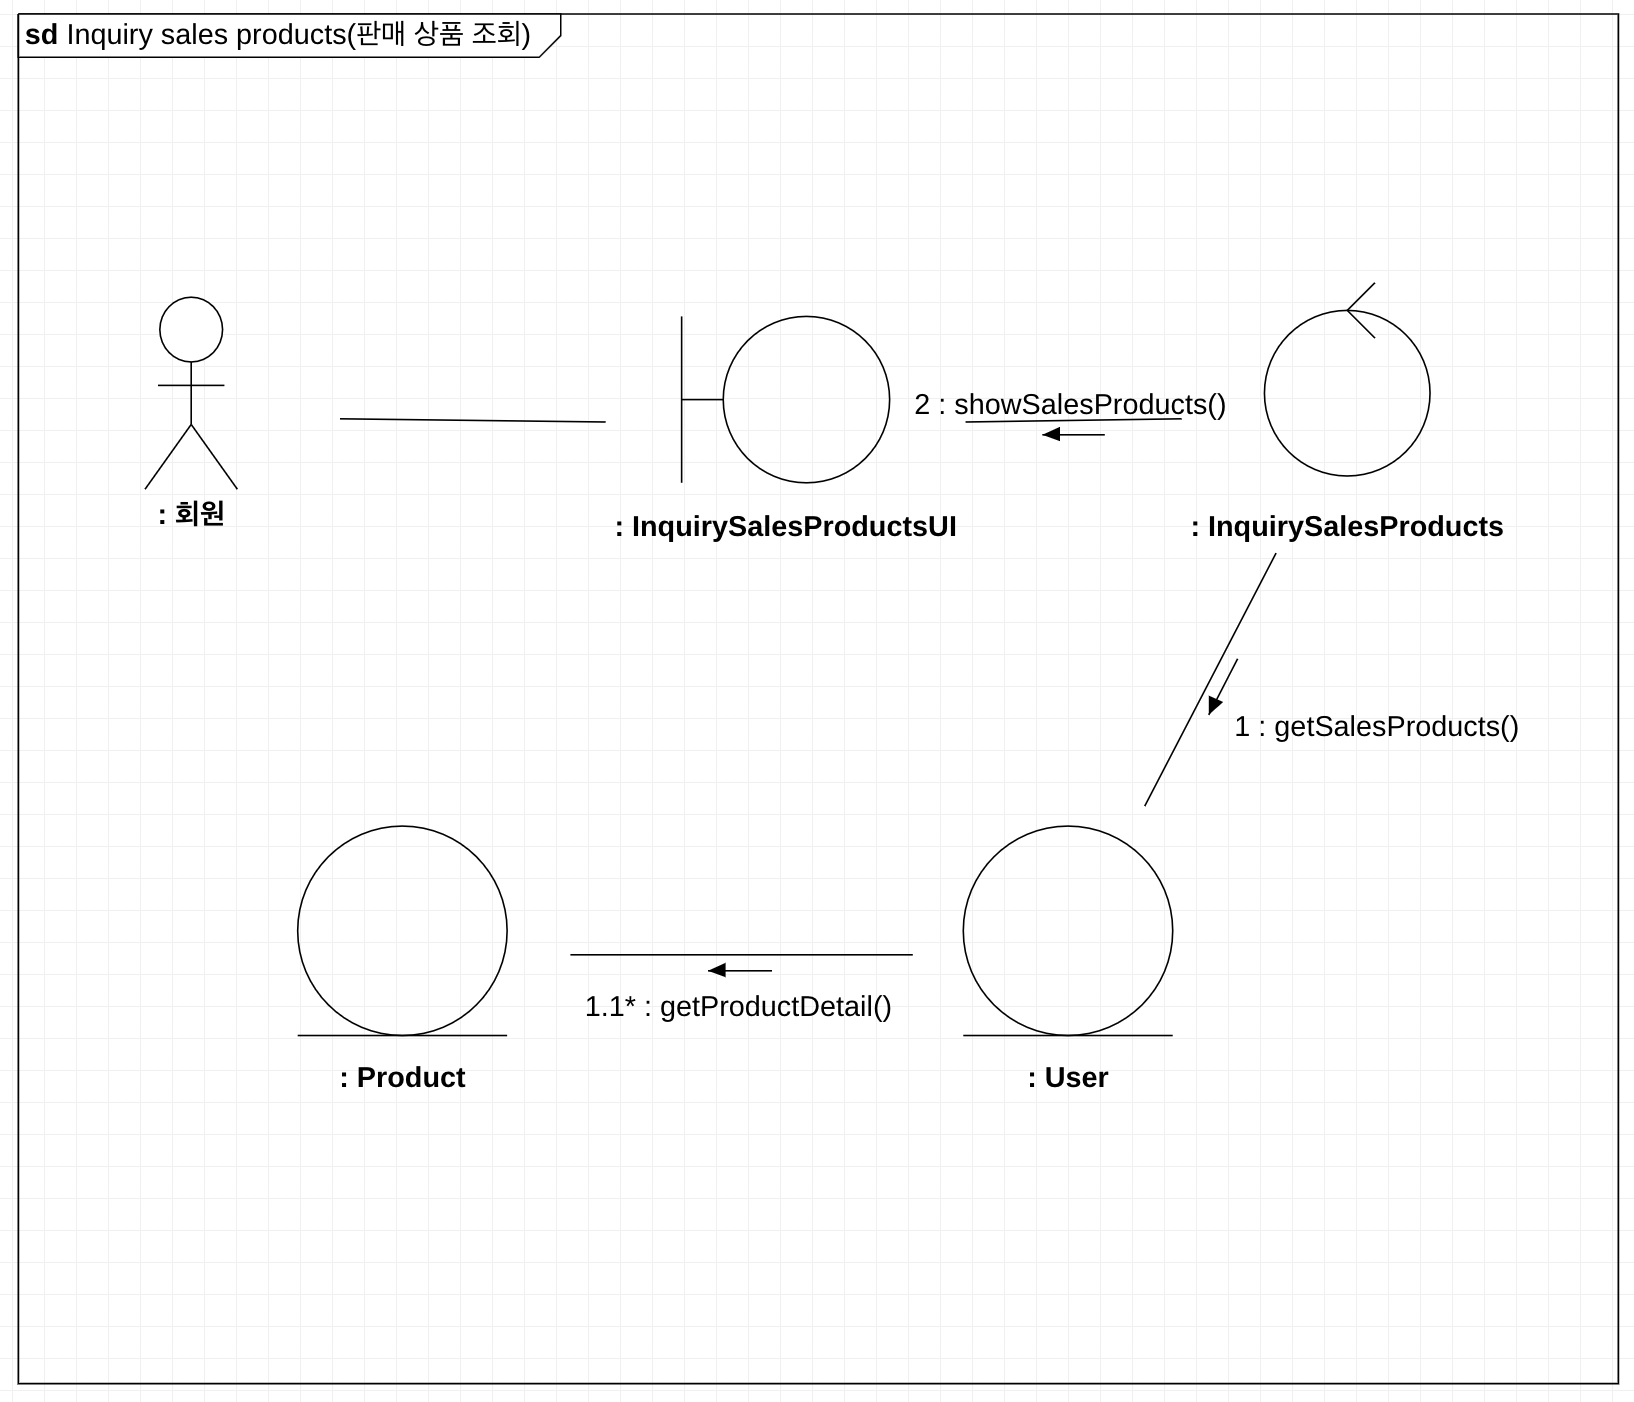 sd Inquiry sales products(판매 상품 조회)
2 : showSalesProducts()
: 회원
: InquirySalesProductsUI
: InquirySalesProducts
1 : getSalesProducts()
1.1* : getProductDetail()
: Product
: User